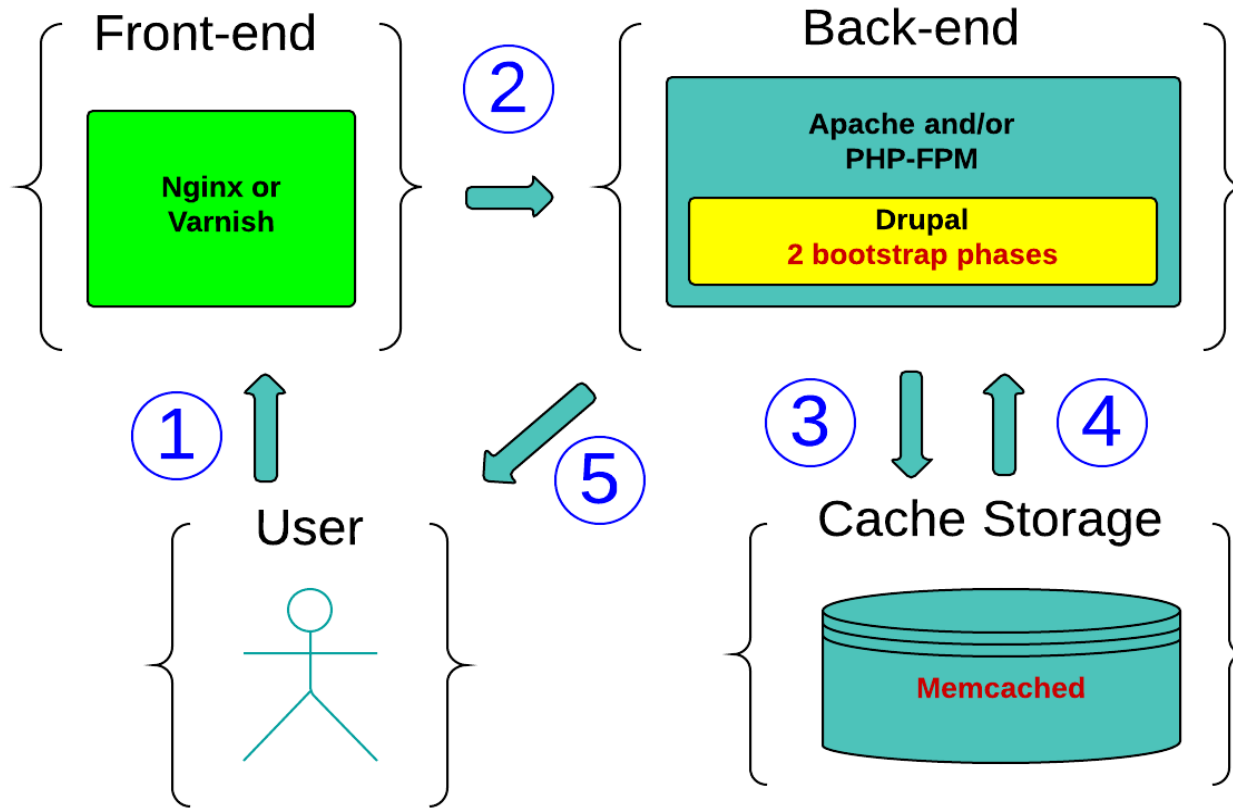 Front-end
Back-end
2
Apache and/or
PHP-FPM
Nginx or
Varnish
Drupal
2 bootstrap phases
1
5
3
4
User
Cache Storage
Memcached